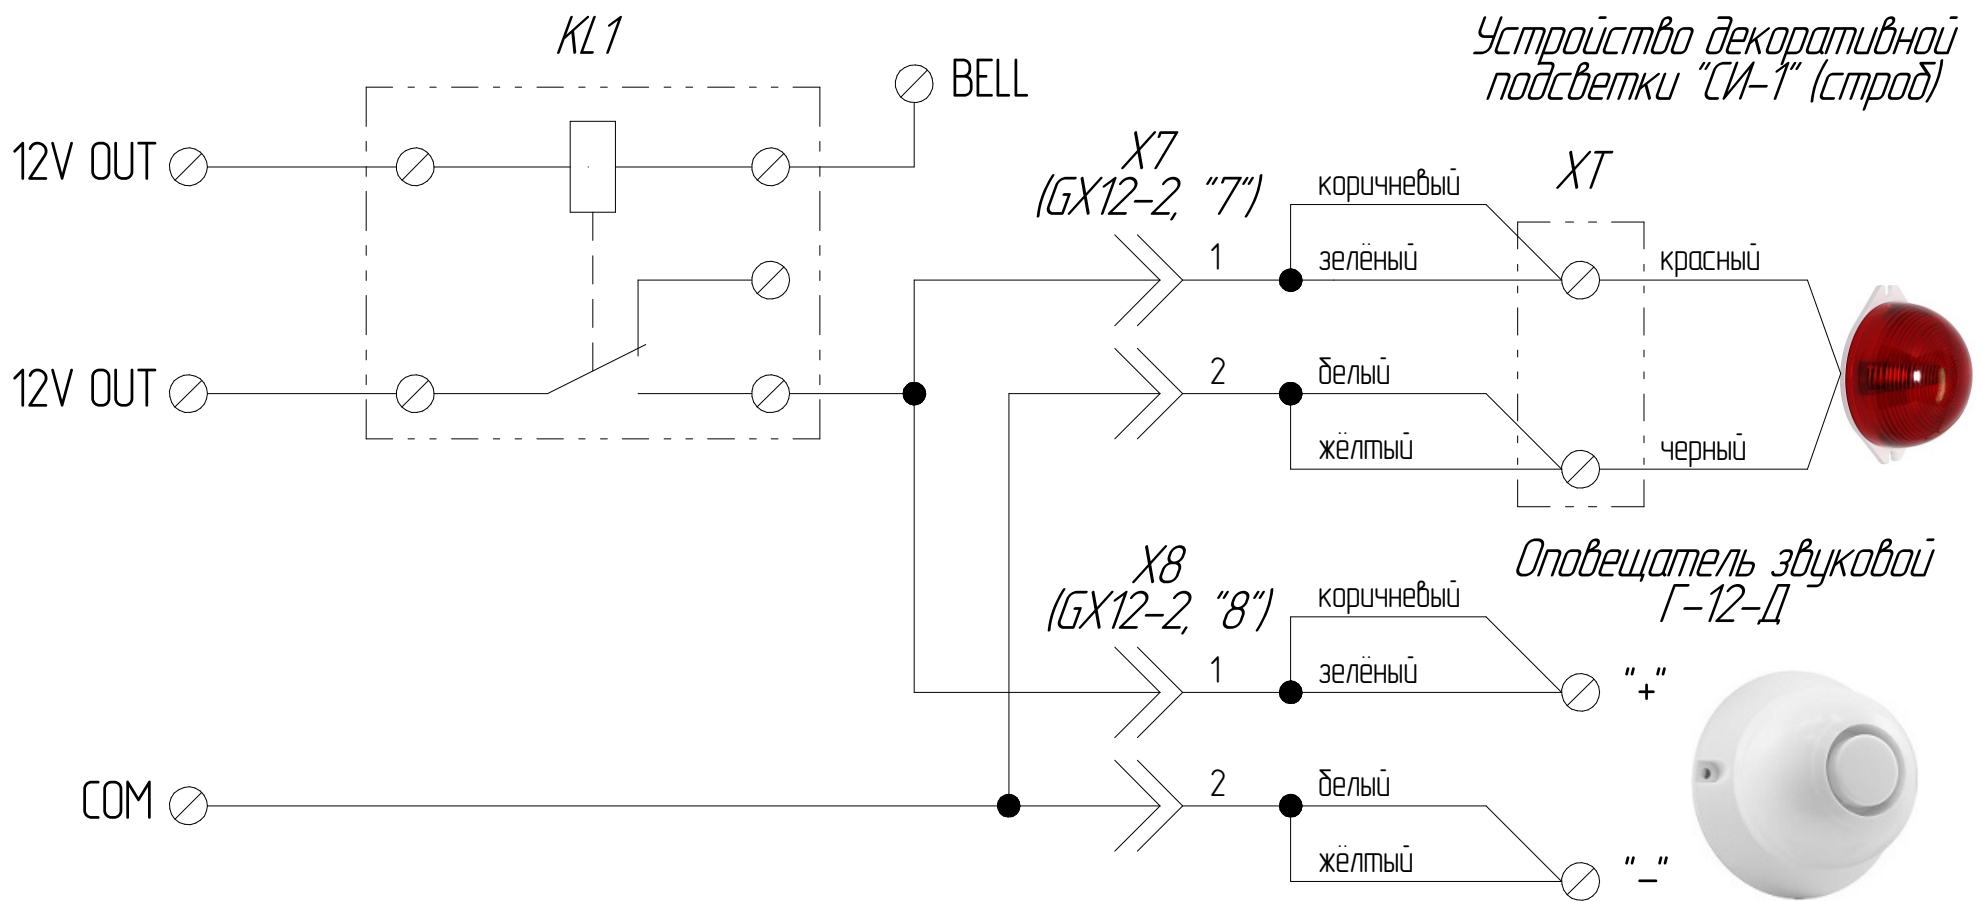 KL1
Устройство декоративной
подсветки "СИ-1" (строб)
BELL
12V OUT
X7
(GX12-2, "7")
XT
коричневый
1
зелёный
красный
12V OUT
2
белый
жёлтый
черный
X8
(GX12-2, "8")
Оповещатель звуковой
Г-12-Д
коричневый
1
зелёный
"+"
COM
2
белый
жёлтый
"-"